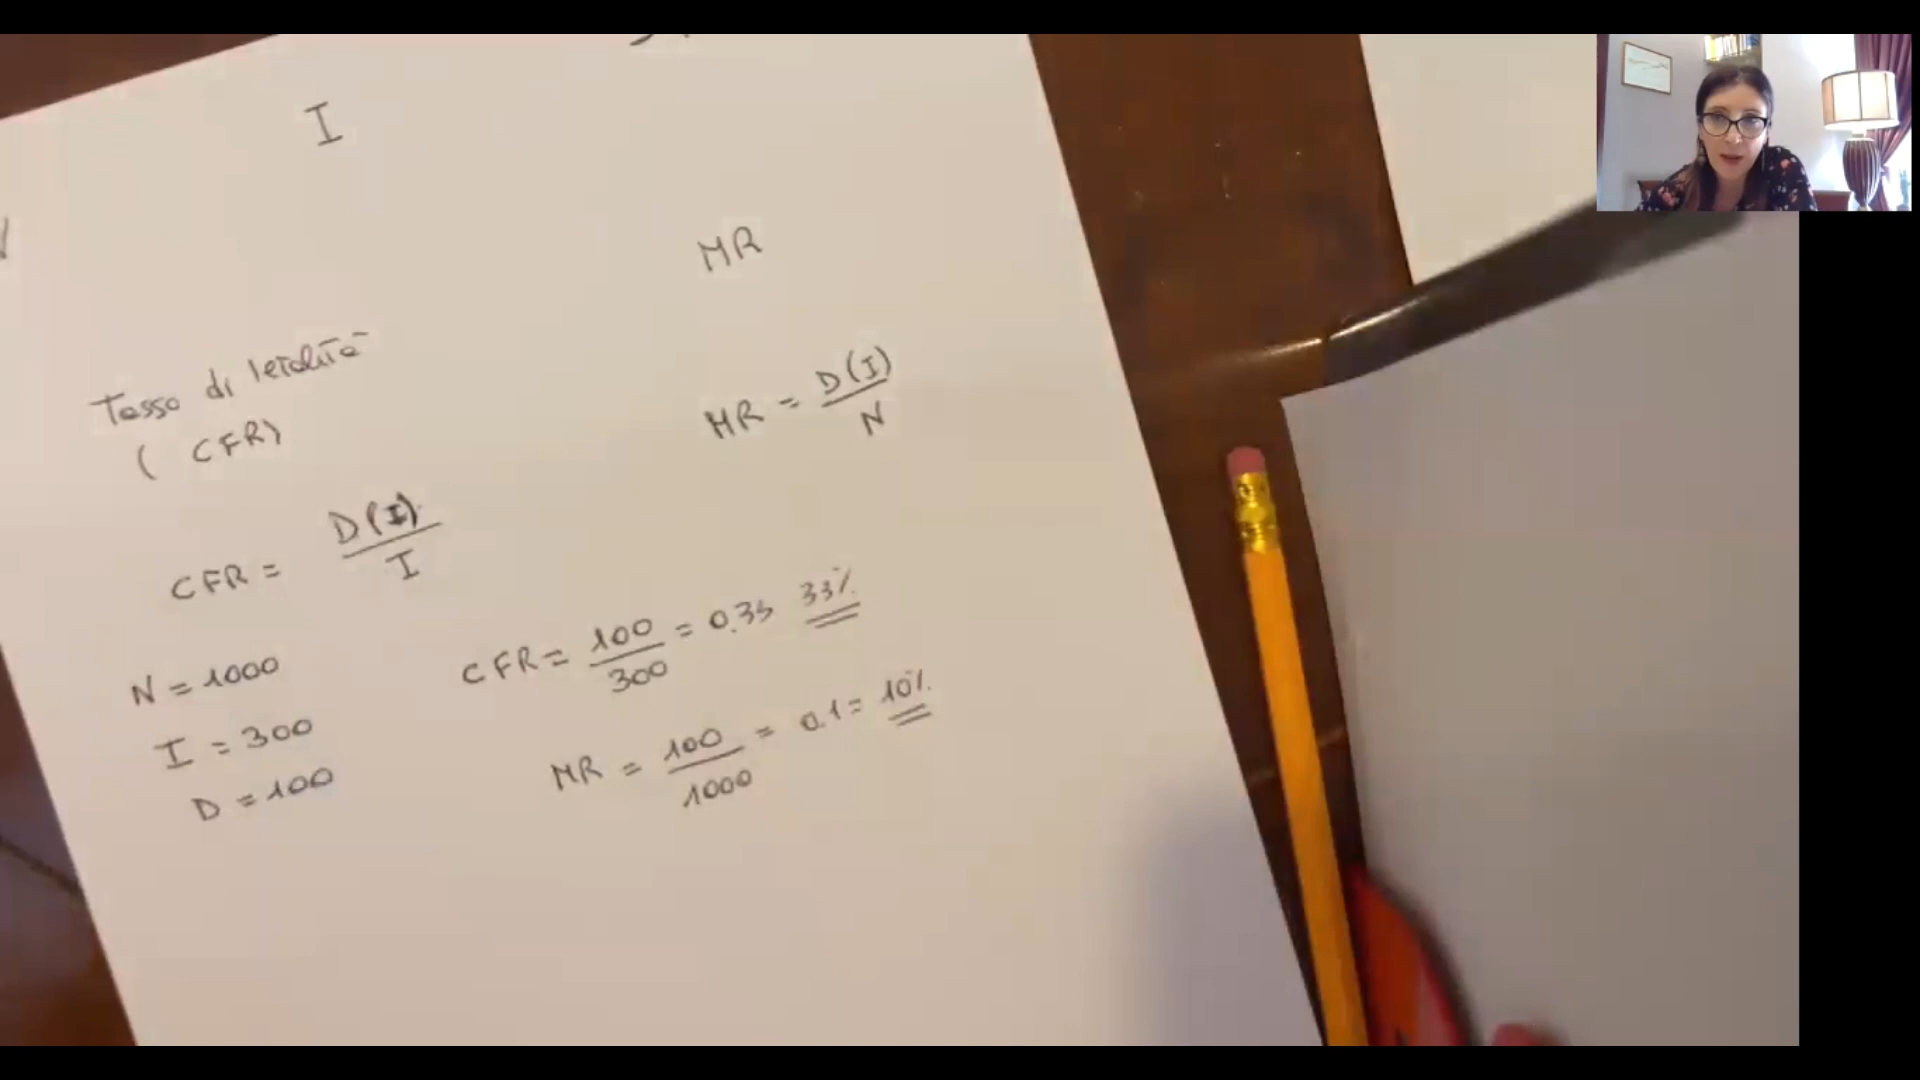 I
MR
Tasso di letalità
(CFR)
MR = D(I) / N
CFR = D(I) / I
N = 1000
I = 300
D = 100
CFR = 100 / 300 = 0.33 33%
MR = 100 / 1000 = 0.1 = 10%